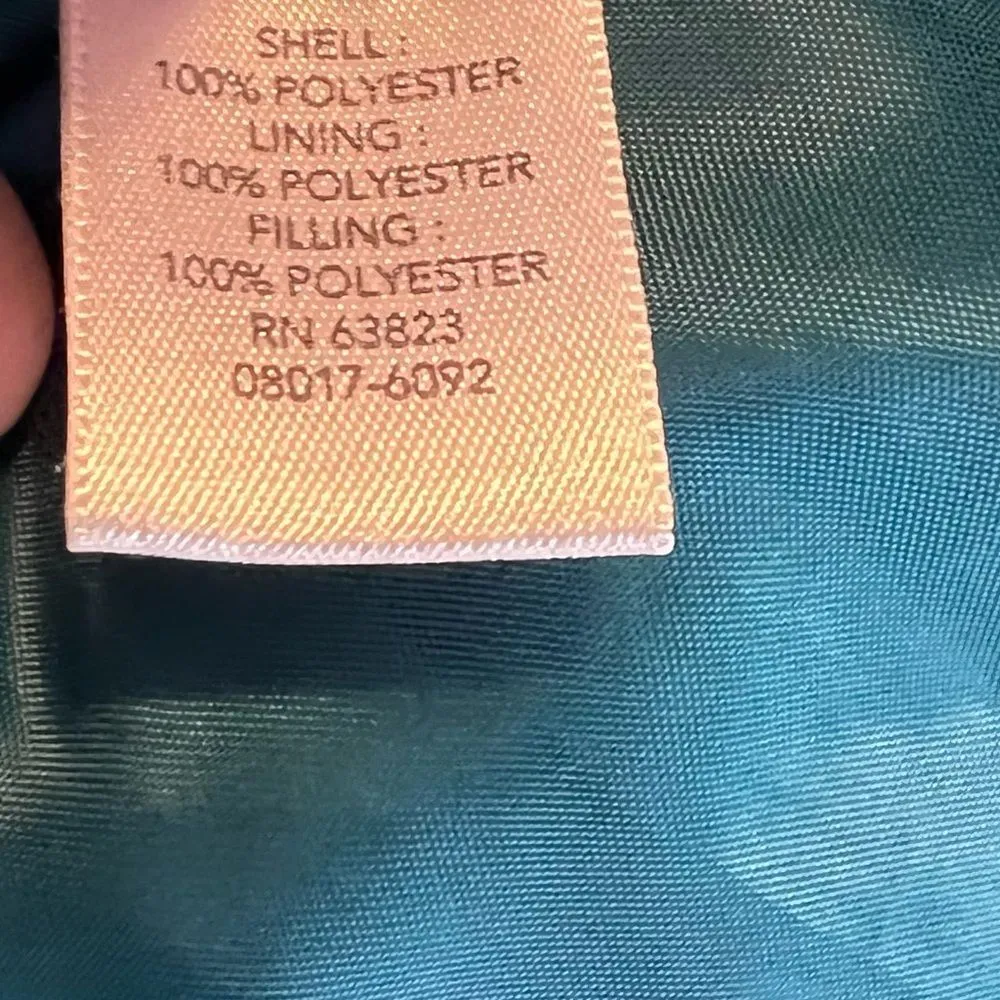 SHELL :
100% POLYESTER
LINING :
100% POLYESTER
FILLING :
100% POLYESTER
RN 63823
08017-6092